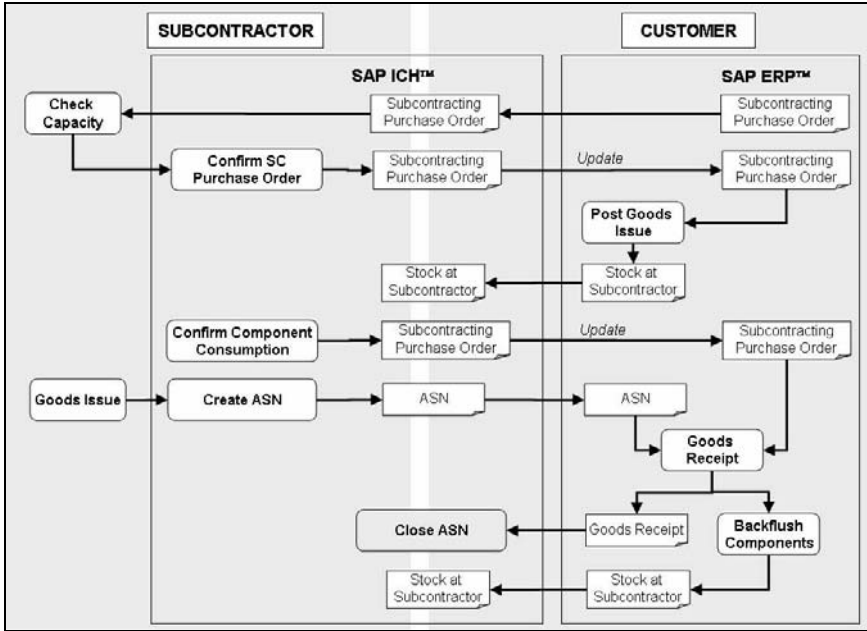 SUBCONTRACTOR
CUSTOMER
SAP ICH™
SAP ERP™
Check
Capacity
Subcontracting
Purchase Order
Subcontracting
Purchase Order
Confirm SC
Purchase Order
Subcontracting
Purchase Order
Update
Subcontracting
Purchase Order
Post Goods
Issue
Stock at
Subcontractor
Stock at
Subcontractor
Confirm Component
Consumption
Subcontracting
Purchase Order
Update
Subcontracting
Purchase Order
Goods Issue
Create ASN
ASN
ASN
Goods
Receipt
Close ASN
Goods Receipt
Backflush
Components
Stock at
Subcontractor
Stock at
Subcontractor